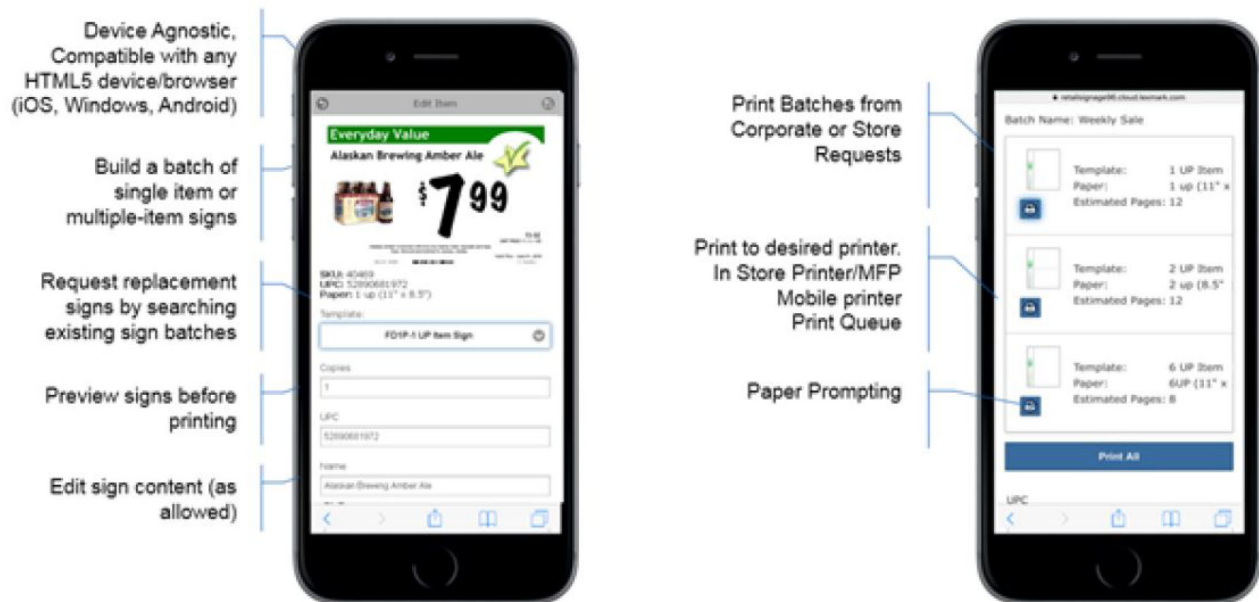 Device Agnostic,
Compatible with any
HTML5 device/browser
(iOS, Windows, Android)
Build a batch of
single item or
multiple-item signs
Request replacement
signs by searching
existing sign batches
Preview signs before
printing
Edit sign content (as
allowed)
Edit Item
Everyday Value
Alaskan Brewing Amber Ale
$7 99
SKU: 40469
UPC: 52890681972
Paper: 1 up (11" x 8.5")
Template:
FD1P-1 UP Item Sign
Copies
1
UPC
52890681972
Name
Alaskan Brewing Amber Ale
Print Batches from
Corporate or Store
Requests
Print to desired printer.
In Store Printer/MFP
Mobile printer
Print Queue
Paper Prompting
retailsignage96.cloud.lexmark.com
Batch Name: Weekly Sale
Template: 1 UP Item
Paper: 1 up (11" x
Estimated Pages: 12
Template: 2 UP Item
Paper: 2 up (8.5"
Estimated Pages: 12
Template: 6 UP Item
Paper: 6UP (11" x
Estimated Pages: 8
Print All
UPC